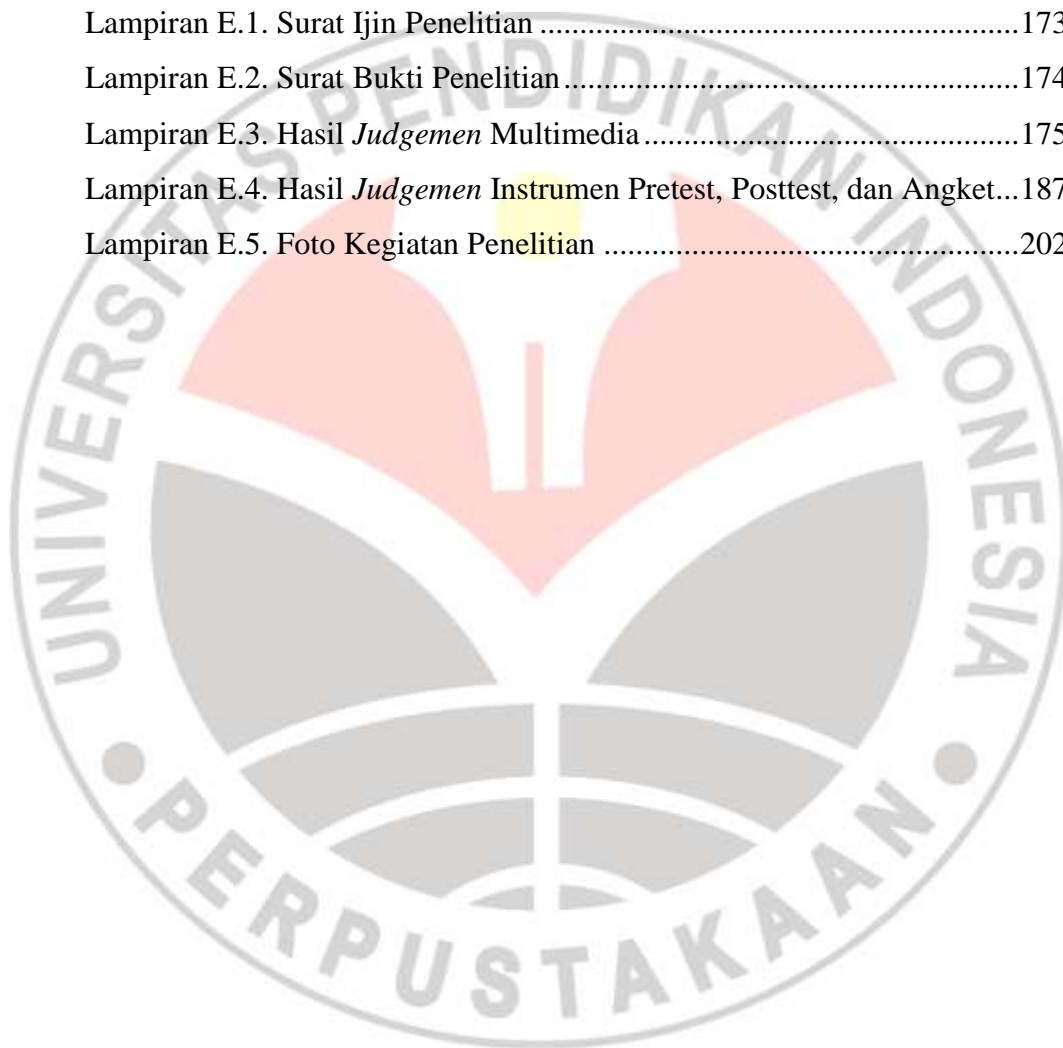 Lampiran E.1. Surat Ijin Penelitian ....................................................173
Lampiran E.2. Surat Bukti Penelitian.................................................174
Lampiran E.3. Hasil Judgemen Multimedia........................................175
Lampiran E.4. Hasil Judgemen Instrumen Pretest, Posttest, dan Angket...187
Lampiran E.5. Foto Kegiatan Penelitian .............................................202
UNIVERSITAS PENDIDIKAN INDONESIA
PERPUSTAKAAN